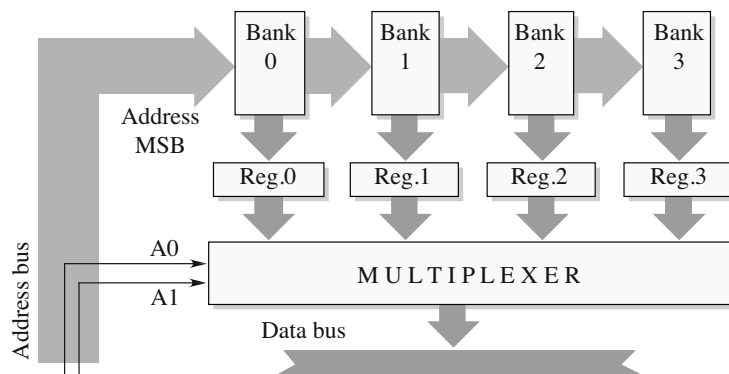 Bank 0
Bank 1
Bank 2
Bank 3
Address
MSB
Reg.0
Reg.1
Reg.2
Reg.3
A0
A1
MULTIPLEXER
Address bus
Data bus